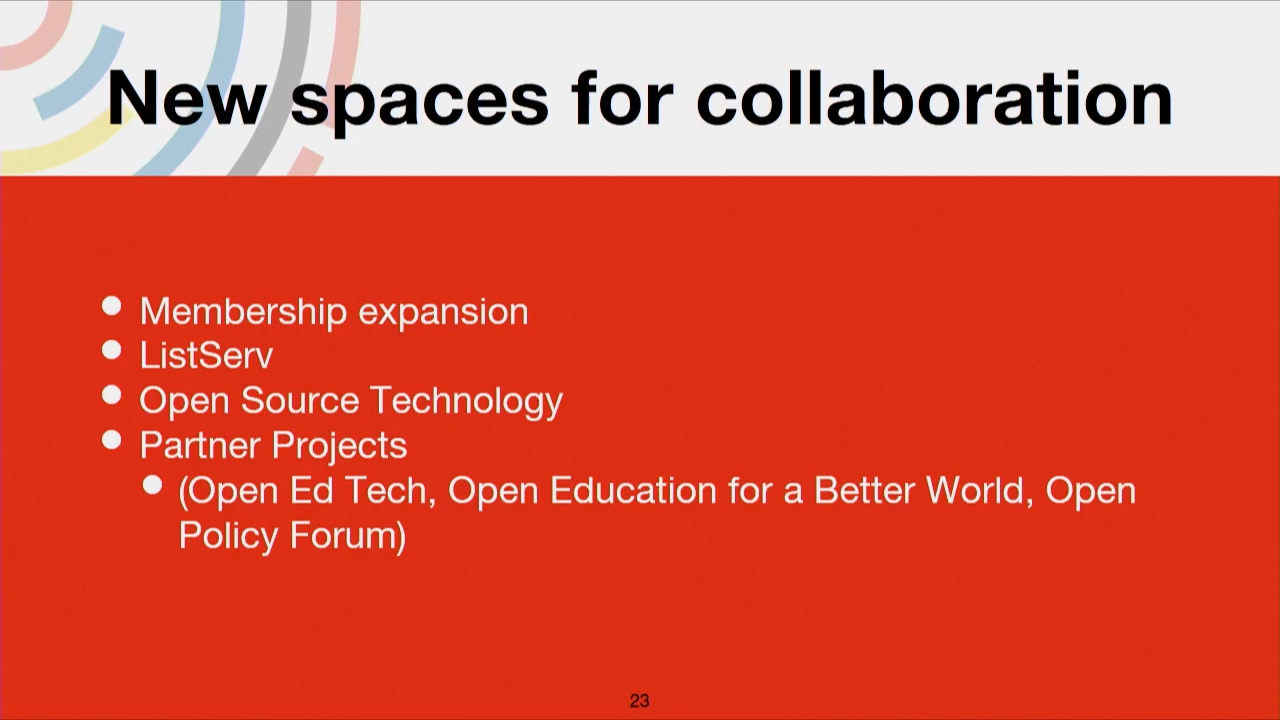 New spaces for collaboration
● Membership expansion
● ListServ
● Open Source Technology
● Partner Projects
● (Open Ed Tech, Open Education for a Better World, Open
Policy Forum)
23